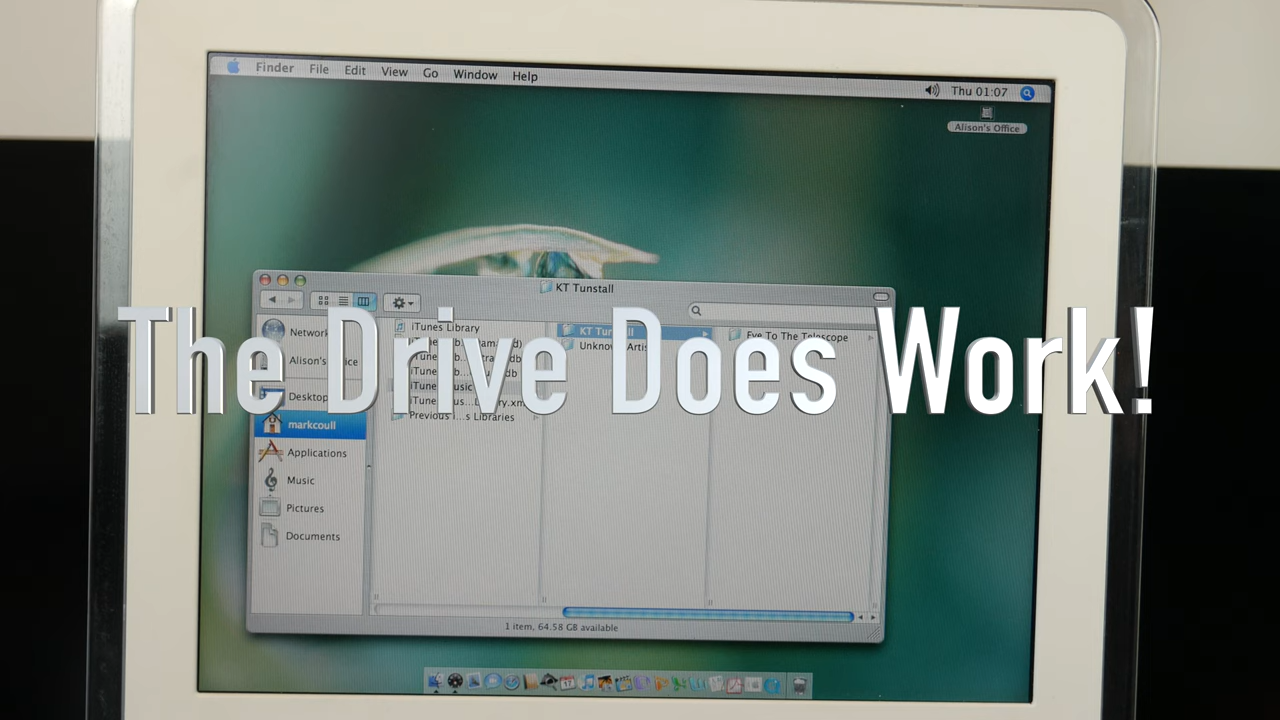 Finder File Edit View Go Window Help
Thu 01:07
Alison's Office
KT Tunstall
Network
iTunes Library
Eye To The Telescope
Desktop
The Drive Does Work!
markcoull
Previous i...s Libraries
Applications
Music
Pictures
Documents
1 item, 64.58 GB available